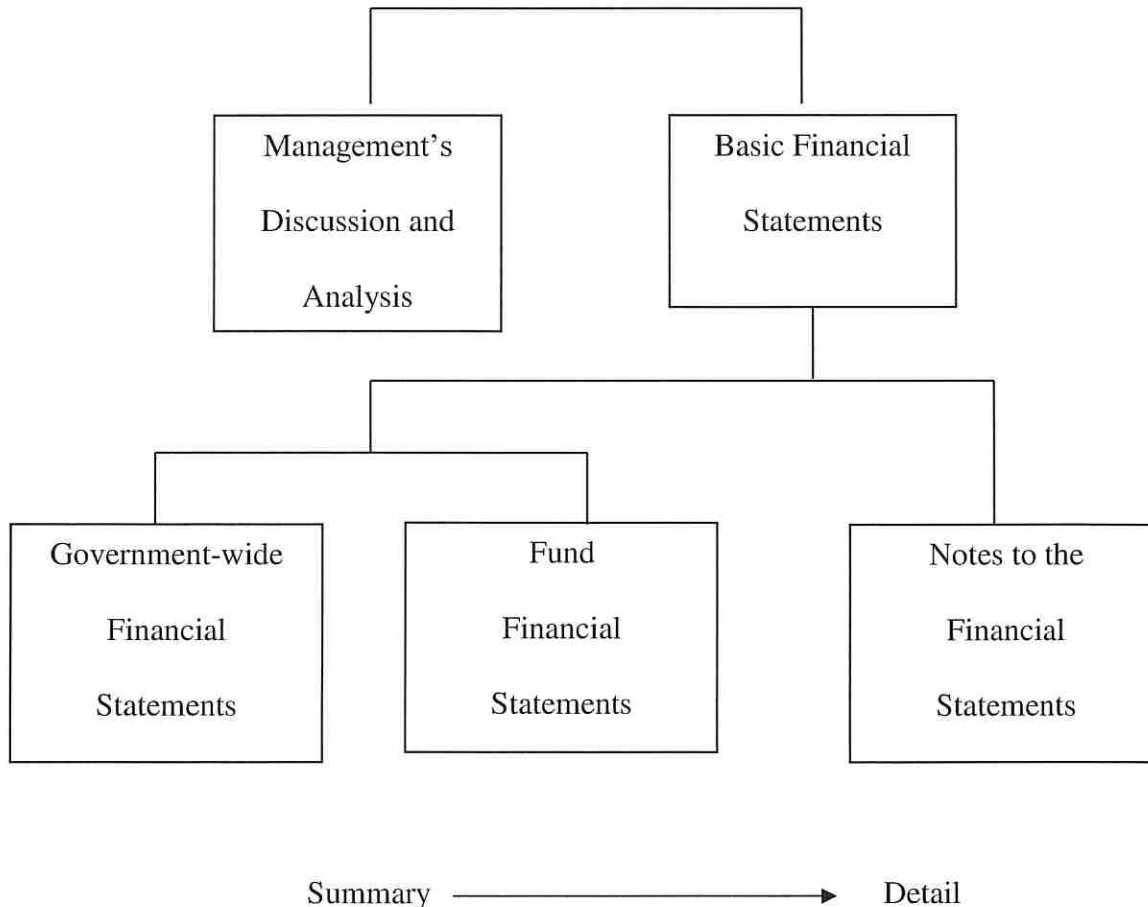 Management's
Discussion and
Analysis
Basic Financial
Statements
Government-wide
Financial
Statements
Fund
Financial
Statements
Notes to the
Financial
Statements
Summary
Detail